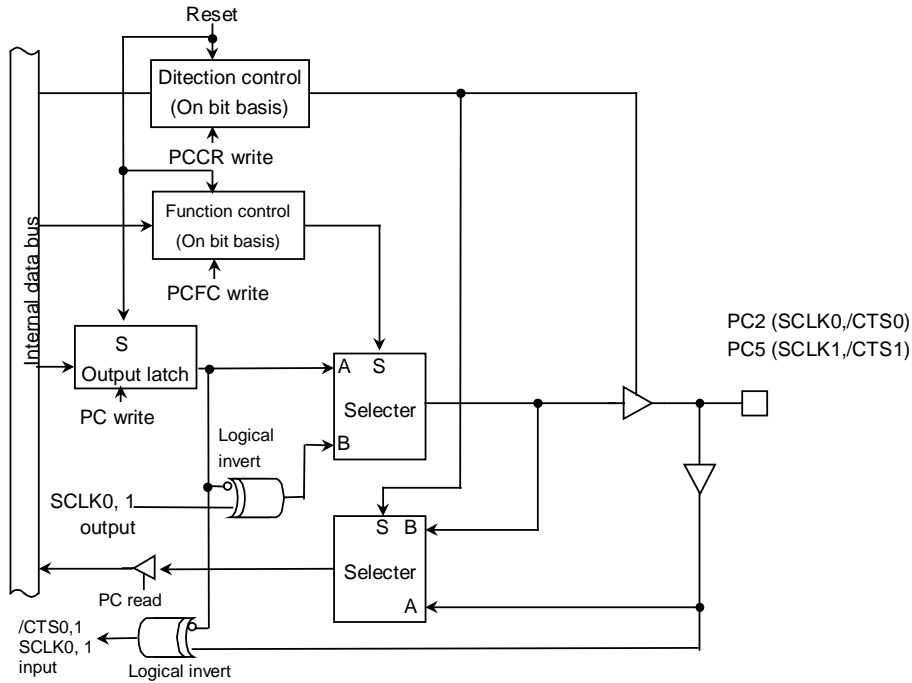 Reset
Ditection control
(On bit basis)
PCCR write
Function control
(On bit basis)
PCFC write
Internal data bus
S
Output latch
PC write
A S
Selecter
B
Logical
invert
SCLK0, 1
output
PC2 (SCLK0,/CTS0)
PC5 (SCLK1,/CTS1)
S B
Selecter
A
PC read
/CTS0,1
SCLK0, 1
input
Logical invert